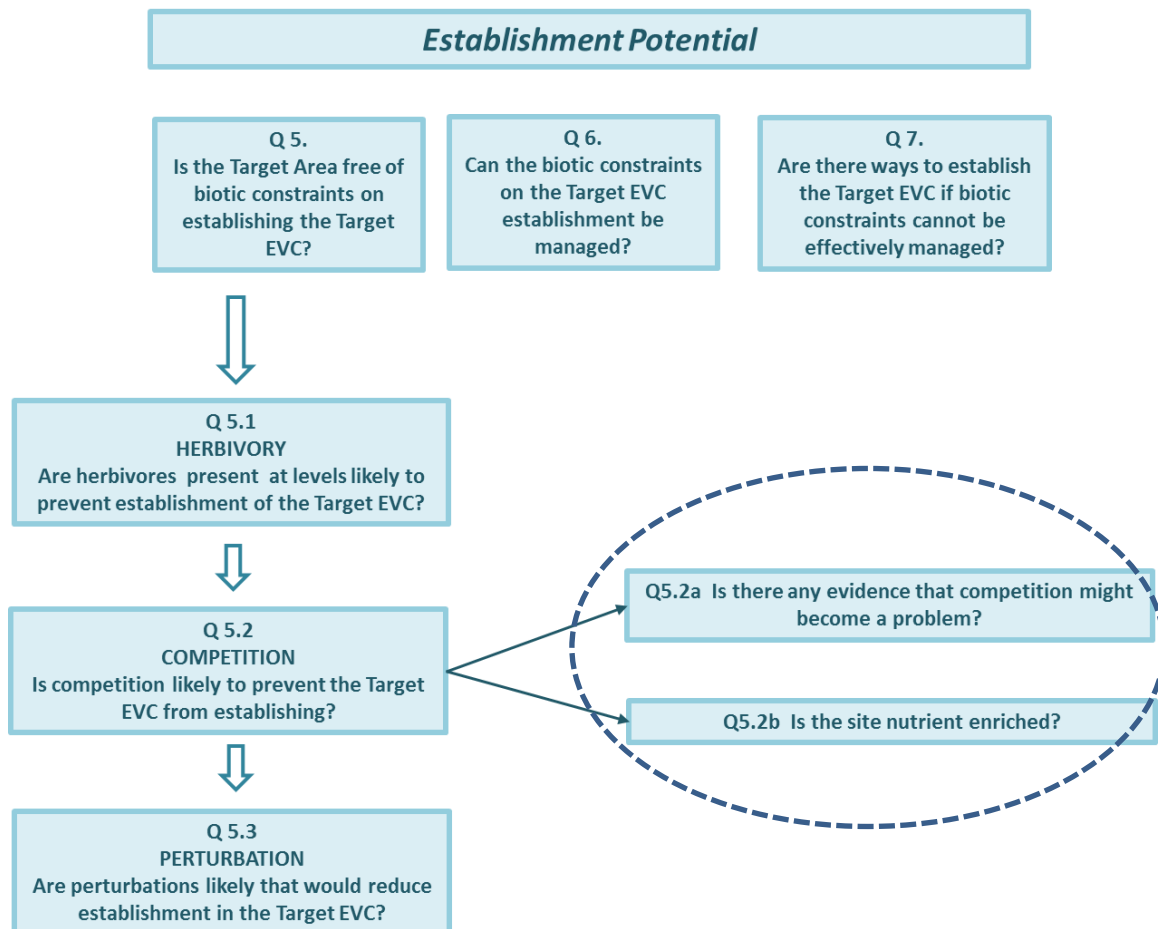 Establishment Potential
Q 5.
Is the Target Area free of
biotic constraints on
establishing the Target
EVC?
Q 6.
Can the biotic constraints
on the Target EVC
establishment be
managed?
Q 7.
Are there ways to establish
the Target EVC if biotic
constraints cannot be
effectively managed?
Q 5.1
HERBIVORY
Are herbivores present at levels likely to
prevent establishment of the Target EVC?
Q 5.2
COMPETITION
Is competition likely to prevent the Target
EVC from establishing?
Q5.2a Is there any evidence that competition might
become a problem?
Q5.2b Is the site nutrient enriched?
Q 5.3
PERTURBATION
Are perturbations likely that would reduce
establishment in the Target EVC?